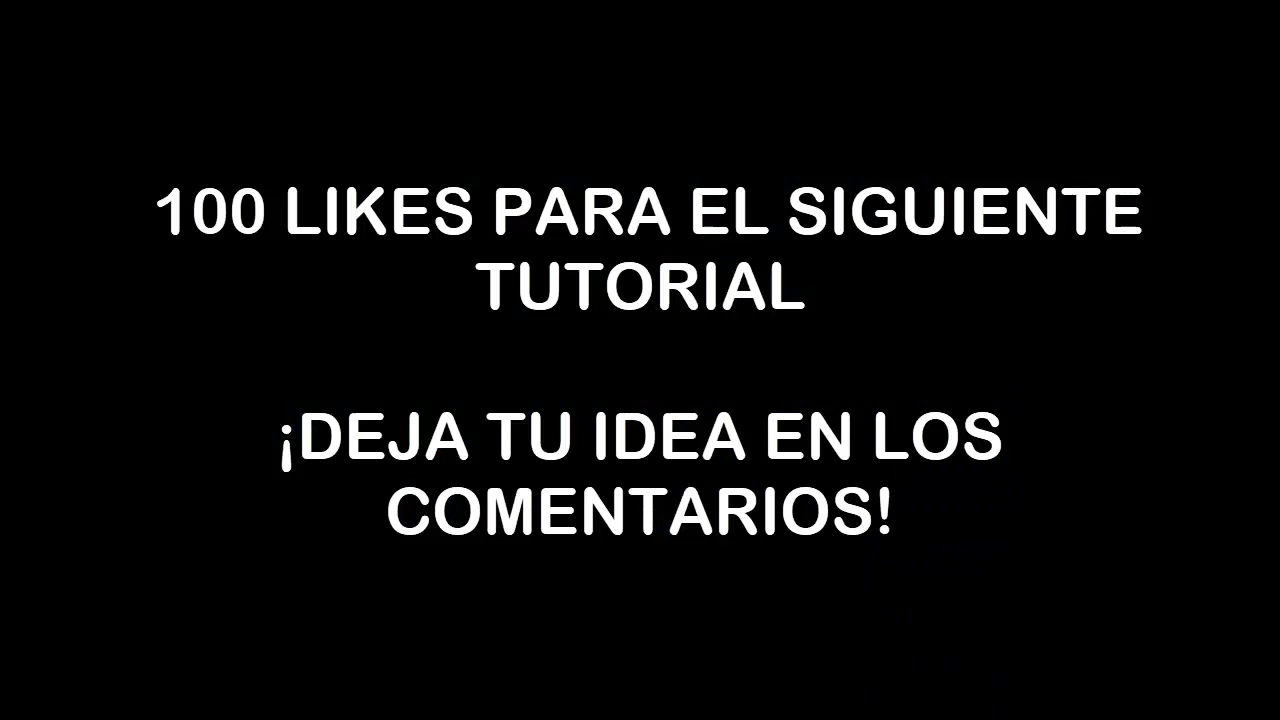 100 LIKES PARA EL SIGUIENTE
TUTORIAL
¡DEJA TU IDEA EN LOS
COMENTARIOS!